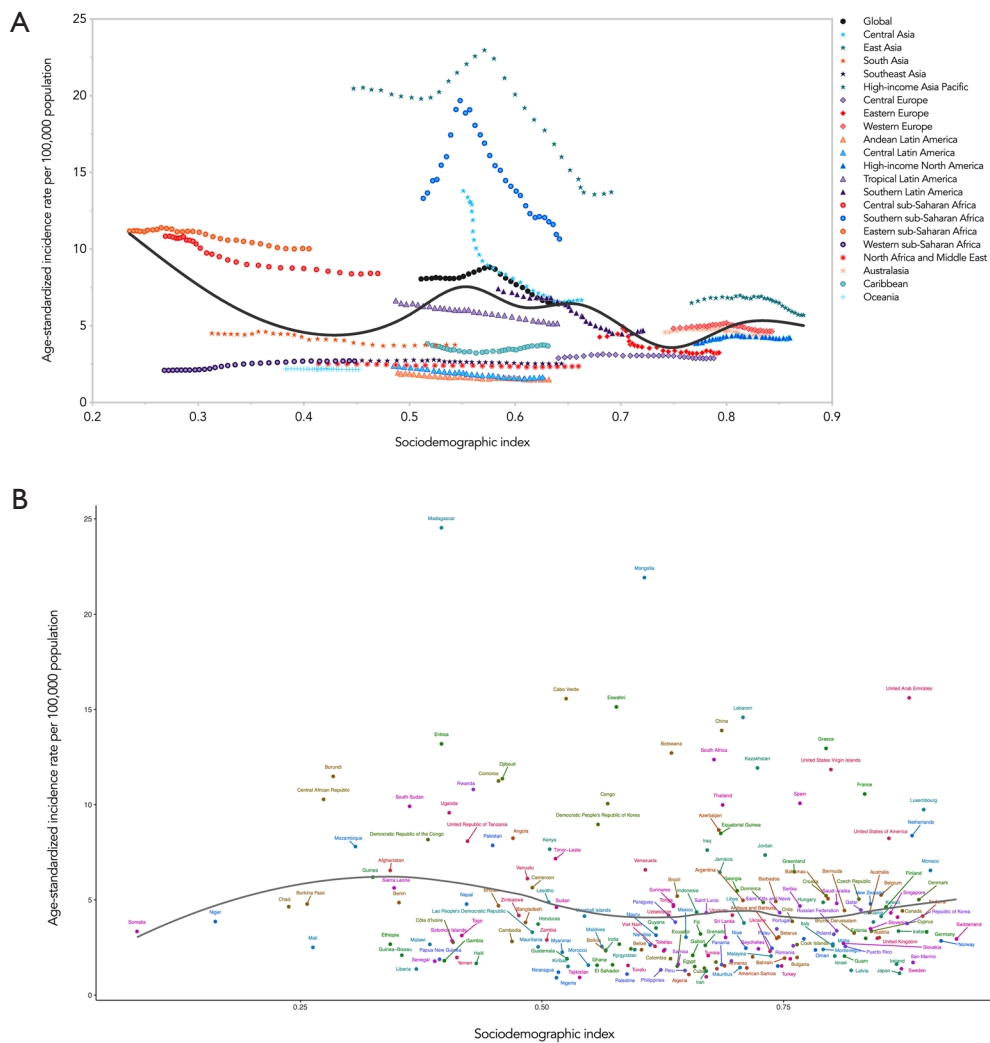 A
Age-standardized incidence rate per 100,000 population
25
20
15
10
5
0
0.2
0.3
0.4
0.5
0.6
0.7
0.8
0.9
Sociodemographic index
Global
Central Asia
East Asia
South Asia
Southeast Asia
High-income Asia Pacific
Central Europe
Eastern Europe
Western Europe
Andean Latin America
Central Latin America
High-income North America
Tropical Latin America
Southern Latin America
Central sub-Saharan Africa
Southern sub-Saharan Africa
Eastern sub-Saharan Africa
Western sub-Saharan Africa
North Africa and Middle East
Australasia
Caribbean
Oceania
B
Age-standardized incidence rate per 100,000 population
25
20
15
10
5
0
0.25
0.50
0.75
Sociodemographic index
Madagascar
Mongolia
Cabo Verde
Eswatini
United Arab Emirates
Lebanon
China
Eritrea
Botswana
South Africa
Greece
Kazakhstan
United States Virgin Islands
Burundi
Djibouti
Comoros
Central African Republic
Rwanda
South Sudan
Uganda
Congo
Democratic People's Republic of Korea
Thailand
Spain
France
Luxembourg
Netherlands
Azerbaijan
Equatorial Guinea
United States of America
Mozambique
Democratic Republic of the Congo
United Republic of Tanzania
Pakistan
Angola
Kenya
Timor-Leste
Iraq
Jordan
Afghanistan
Guinea
Sierra Leone
Vanuatu
Cameroon
Venezuela
Jamaica
Argentina
Georgia
Greenland
Bahamas
Bermuda
Australia
Monaco
Finland
Burkina Faso
Chad
Benin
Nepal
Bhutan
Zimbabwe
Lesotho
Sudan
Brazil
Suriname
Indonesia
Dominica
Barbados
Croatia
Czech Republic
Belgium
Singapore
Denmark
Somalia
Niger
Mali
Côte d'Ivoire
Togo
Solomon Islands
Lao People's Democratic Republic
Bangladesh
Honduras
Marshall Islands
Nauru
Paraguay
Tonga
Saint Lucia
Libya
Saint Kitts and Nevis
Serbia
Hungary
Saudi Arabia
Qatar
New Zealand
Kuwait
Andorra
Canada
Mexico
Uzbekistan
Uruguay
Antigua and Barbuda
Chile
Russian Federation
Slovenia
Cyprus
Republic of Korea
Switzerland
Ethiopia
Malawi
Gambia
Guinea-Bissau
Papua New Guinea
Senegal
Yemen
Haiti
Liberia
Cambodia
Mauritania
Zambia
Myanmar
Maldives
India
Viet Nam
Guyana
Namibia
Fiji
Sri Lanka
Ukraine
Portugal
Italy
Brunei Darussalam
Poland
Estonia
Austria
Iceland
Germany
Norway
Guatemala
Kiribati
Morocco
Bolivia
Belize
Tokelau
Ecuador
Grenada
Niue
Palau
Belarus
Cook Islands
Malta
United Kingdom
Slovakia
Nicaragua
Tajikistan
Nigeria
Ghana
El Salvador
Kyrgyzstan
Tuvalu
Palestine
Colombia
Samoa
Gabon
Panama
Tunisia
Seychelles
Malaysia
Romania
Oman
Montenegro
Puerto Rico
San Marino
Philippines
Peru
Egypt
Algeria
Iran
Mauritius
Armenia
American Samoa
Bahrain
Turkey
Bulgaria
Israel
Guam
Latvia
Ireland
Japan
Sweden